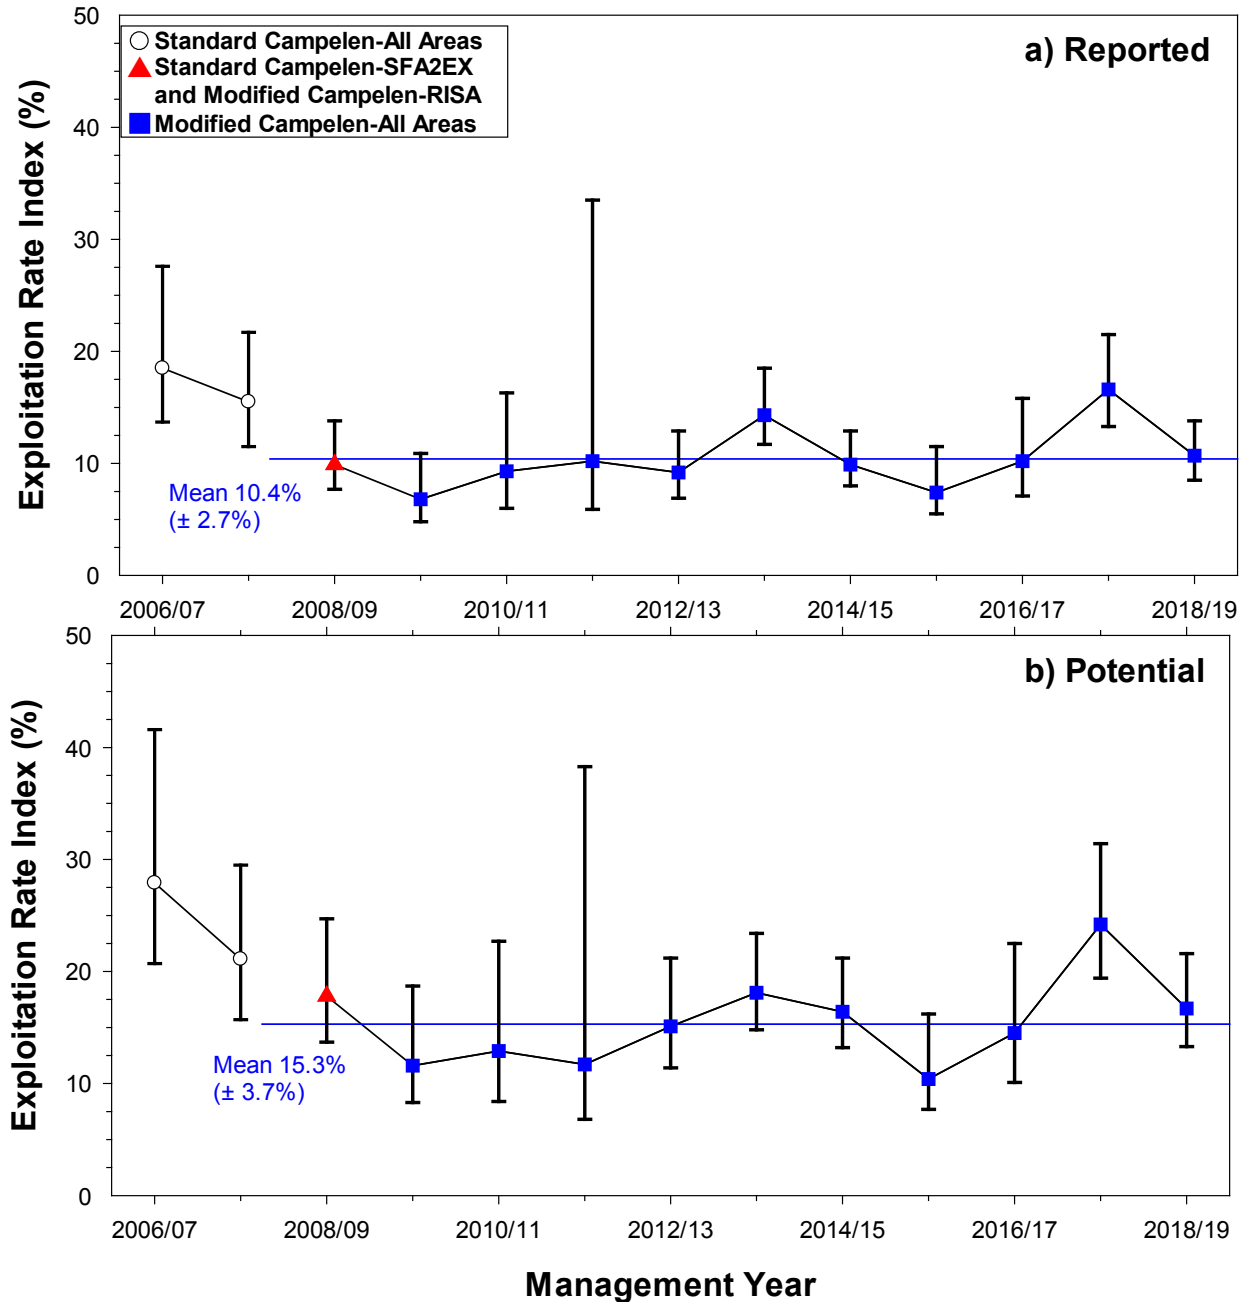 50
40
30
20
10
0
Exploitation Rate Index (%)
Standard Campelen-All Areas
Standard Campelen-SFA2EX
and Modified Campelen-RISA
Modified Campelen-All Areas
a) Reported
Mean 10.4%
(± 2.7%)
2006/07 2008/09 2010/11 2012/13 2014/15 2016/17 2018/19
50
40
30
20
10
0
Exploitation Rate Index (%)
b) Potential
Mean 15.3%
(± 3.7%)
2006/07 2008/09 2010/11 2012/13 2014/15 2016/17 2018/19
Management Year